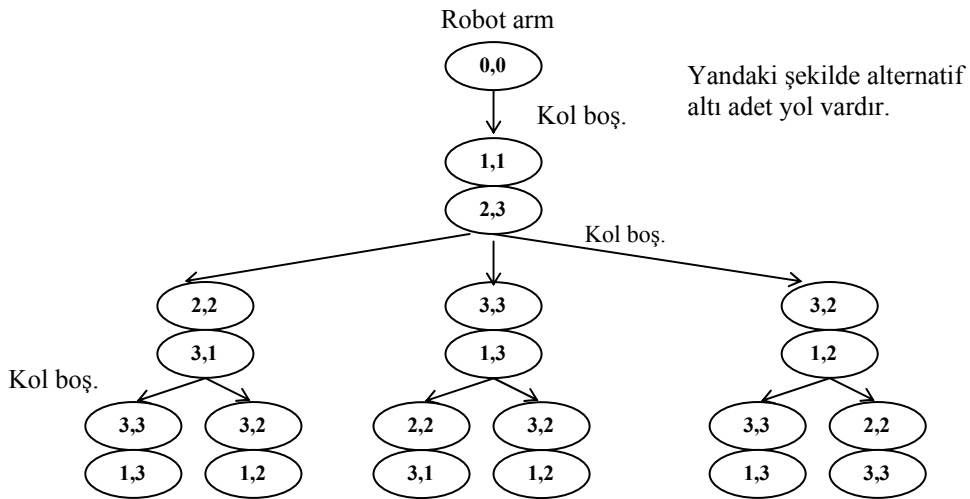 Robot arm
0,0
Yandaki şekilde alternatif
altı adet yol vardır.
Kol boş.
1,1
2,3
Kol boş.
2,2 3,3 3,2
3,1 1,3 1,2
Kol boş.
3,3 3,2 2,2 3,2 3,3 2,2
1,3 1,2 3,1 1,2 1,3 3,3